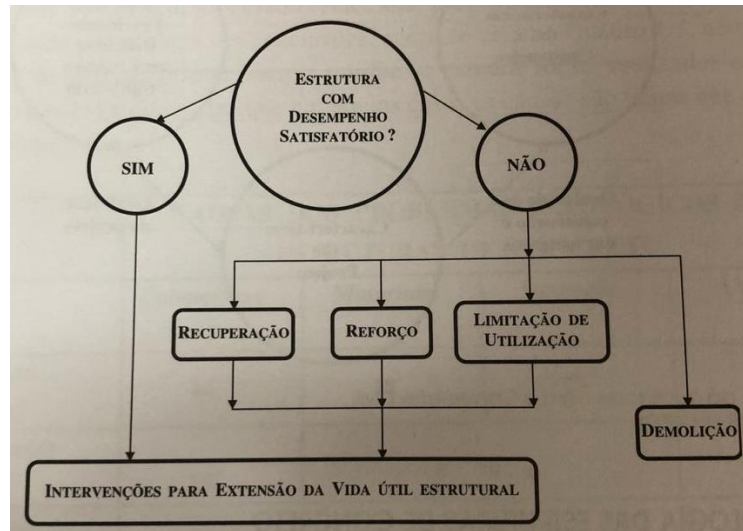 ESTRUTURA
COM
DESEMPENHO
SATISFATÓRIO ?
SIM
NÃO
RECUPERAÇÃO
REFORÇO
LIMITAÇÃO DE
UTILIZAÇÃO
DEMOLIÇÃO
INTERVENÇÕES PARA EXTENSÃO DA VIDA ÚTIL ESTRUTURAL